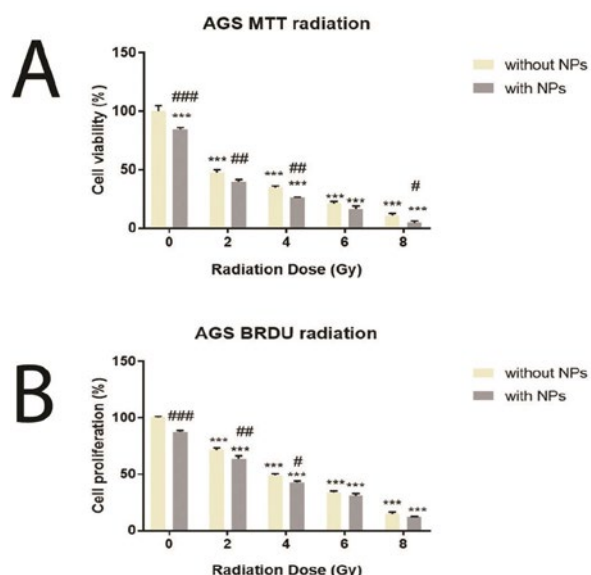 A
AGS MTT radiation
without NPs
with NPs
Cell viability (%)
150
100
50
0
###
***
*** ##
##
***
***
*** ***
#
***
***
0 2 4 6 8
Radiation Dose (Gy)
B
AGS BRDU radiation
without NPs
with NPs
Cell proliferation (%)
150
100
50
0
###
##
***
***
#
***
***
*** ***
***
***
0 2 4 6 8
Radiation Dose (Gy)